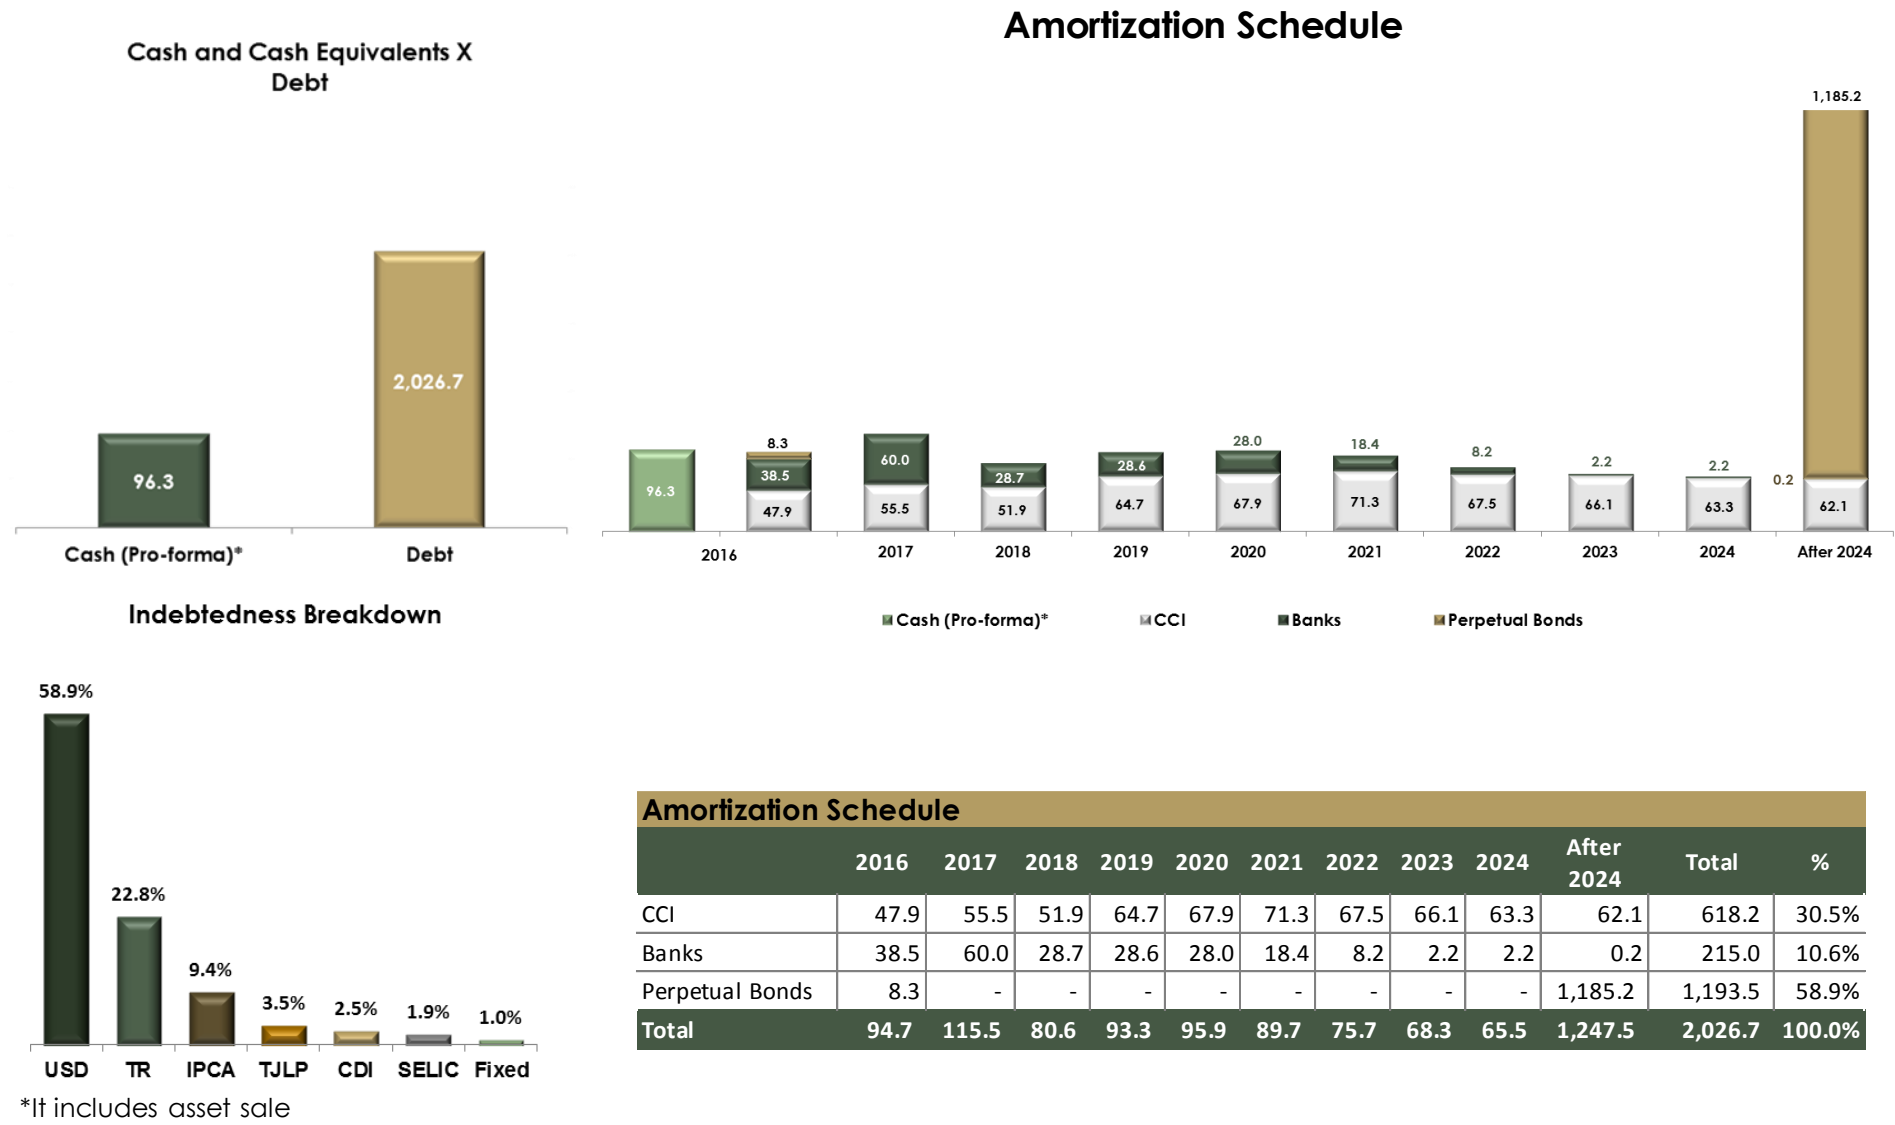 Amortization Schedule
Cash and Cash Equivalents X
Debt
96.3
2,026.7
Cash (Pro-forma)*
Debt
1,185.2
8.3
28.0
18.4
8.2
2.2
2.2
0.2
96.3
38.5
60.0
28.7
28.6
47.9
55.5
51.9
64.7
67.9
71.3
67.5
66.1
63.3
62.1
2016
2017
2018
2019
2020
2021
2022
2023
2024
After 2024
Cash (Pro-forma)*
CCI
Banks
Perpetual Bonds
Indebtedness Breakdown
58.9%
22.8%
9.4%
3.5%
2.5%
1.9%
1.0%
USD
TR
IPCA
TJLP
CDI
SELIC
Fixed
*It includes asset sale
Amortization Schedule
2016 2017 2018 2019 2020 2021 2022 2023 2024 After 2024 Total %
CCI 47.9 55.5 51.9 64.7 67.9 71.3 67.5 66.1 63.3 62.1 618.2 30.5%
Banks 38.5 60.0 28.7 28.6 28.0 18.4 8.2 2.2 2.2 0.2 215.0 10.6%
Perpetual Bonds 8.3 - - - - - - - - 1,185.2 1,193.5 58.9%
Total 94.7 115.5 80.6 93.3 95.9 89.7 75.7 68.3 65.5 1,247.5 2,026.7 100.0%